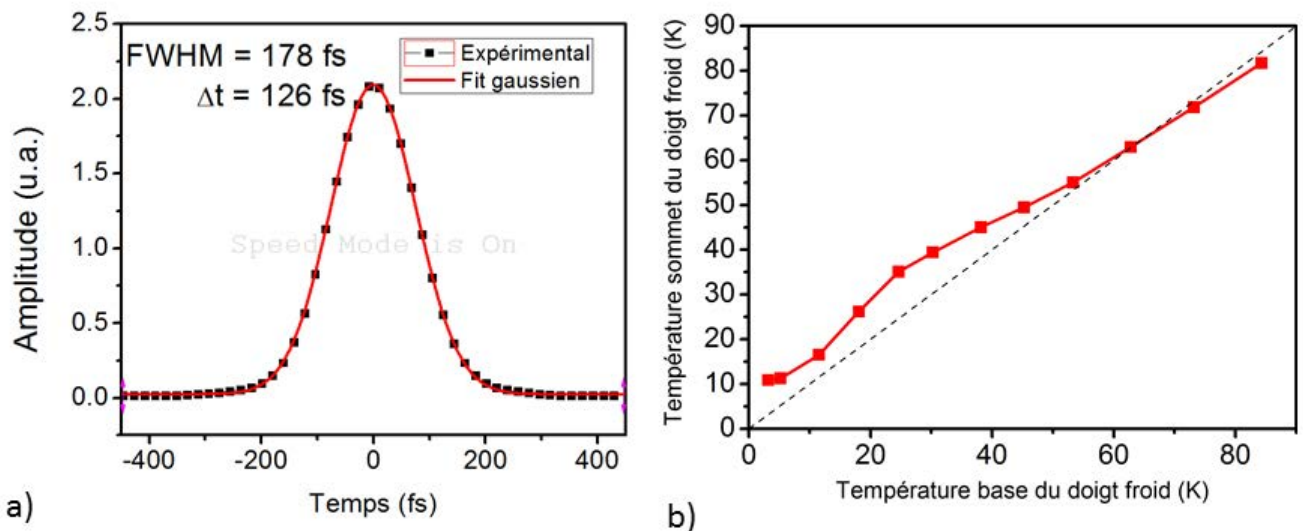 FWHM = 178 fs
Δt = 126 fs
Expérimental
Fit gaussien
Speed Mode is On
Amplitude (u.a.)
2.5
2.0
1.5
1.0
0.5
0.0
-400 -200 0 200 400
Temps (fs)
a)
Température sommet du doigt froid (K)
90
80
70
60
50
40
30
20
10
0
0 20 40 60 80
Température base du doigt froid (K)
b)